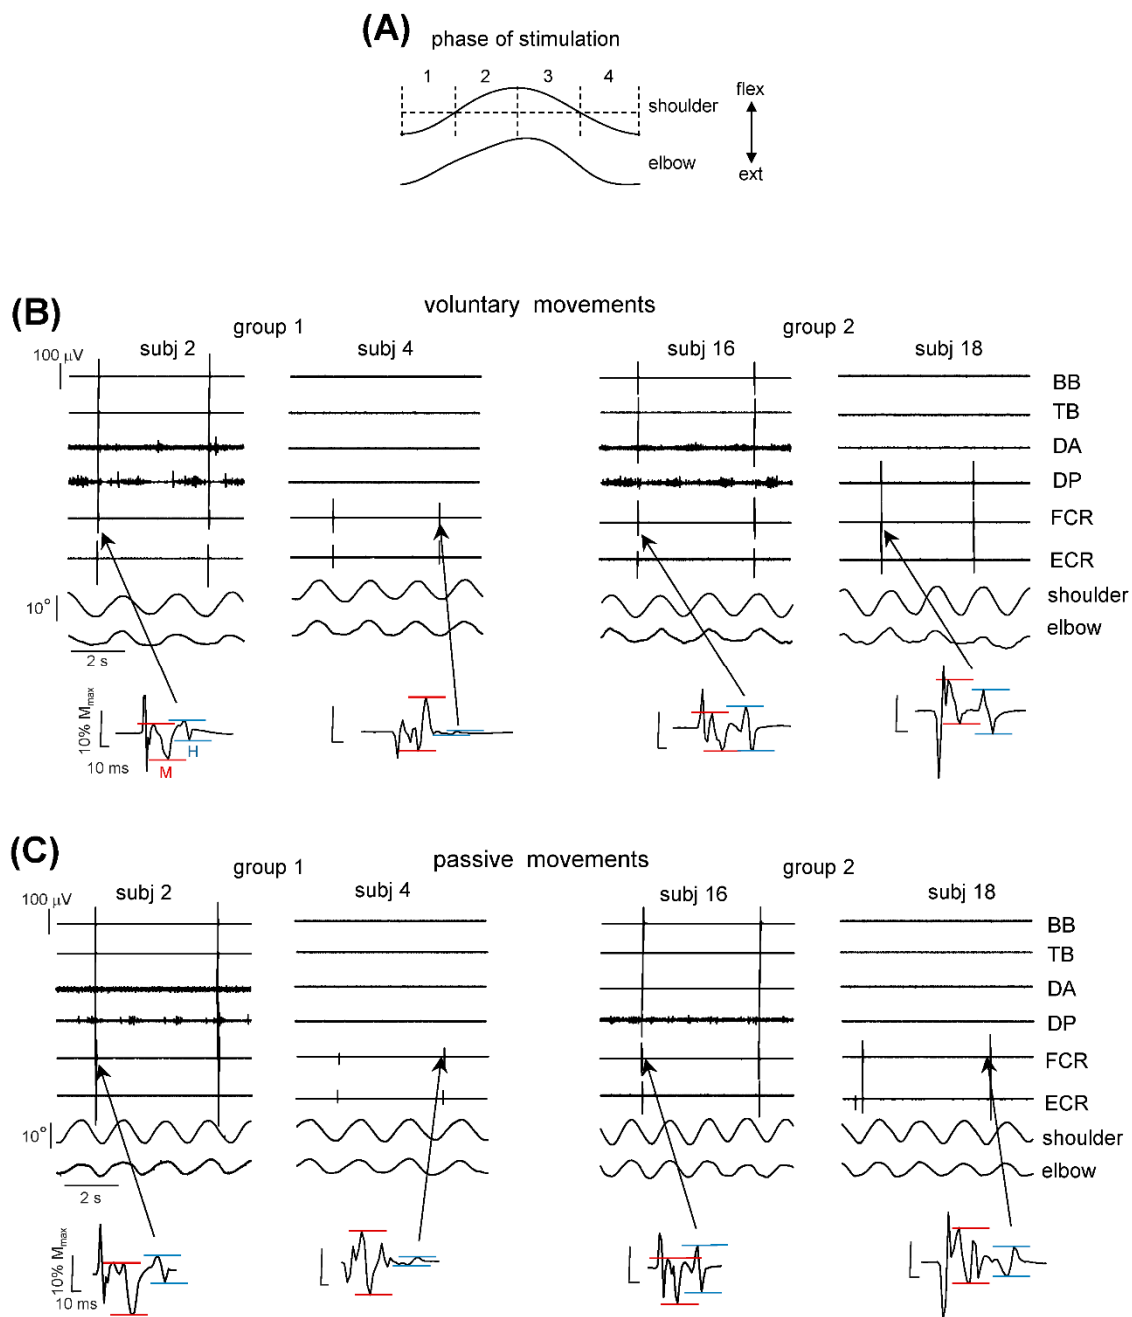 (A)
phase of stimulation
1 2 3 4
shoulder
elbow
flex
ext
(B)
voluntary movements
group 1
group 2
subj 2
subj 4
subj 16
subj 18
100 μV
BB
TB
DA
DP
FCR
ECR
shoulder
elbow
10°
2 s
10% Mmax
10 ms
M
H
(C)
passive movements
group 1
group 2
subj 2
subj 4
subj 16
subj 18
100 μV
BB
TB
DA
DP
FCR
ECR
shoulder
elbow
10°
2 s
10% Mmax
10 ms